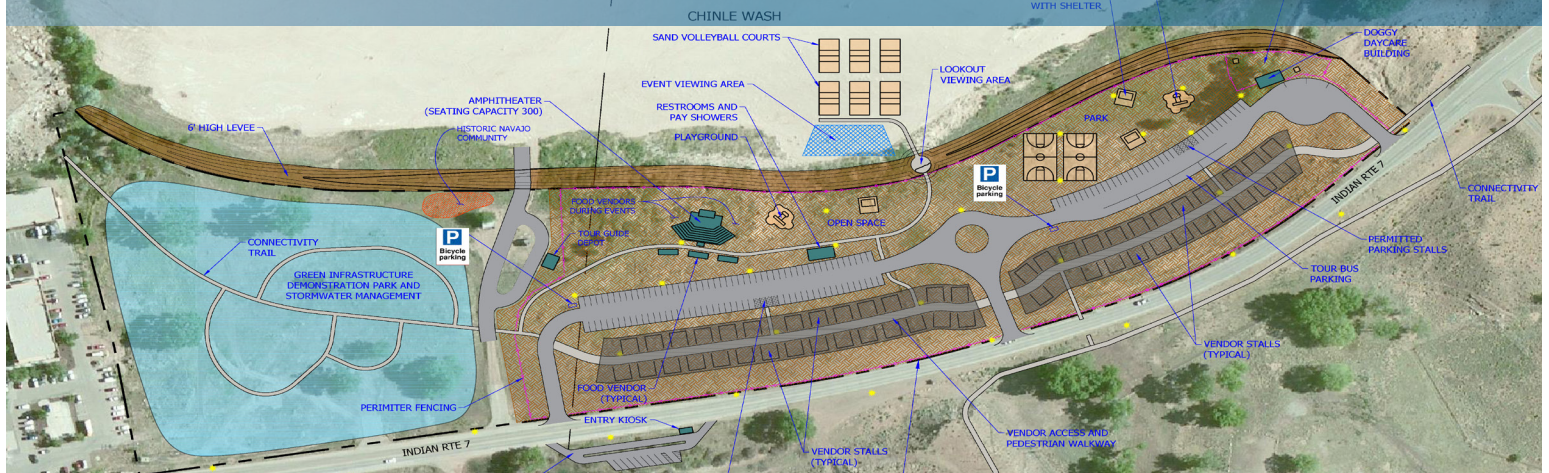 CHINLE WASH
WITH SHELTER
SAND VOLLEYBALL COURTS
DOGGY
DAYCARE
BUILDING
LOOKOUT
VIEWING AREA
EVENT VIEWING AREA
AMPHITHEATER
(SEATING CAPACITY 300)
RESTROOMS AND
PAY SHOWERS
6' HIGH LEVEE
HISTORIC NAVAJO
COMMUNITY
PLAYGROUND
PARK
P
Bicycle
parking
INDIAN RTE 7
CONNECTIVITY
TRAIL
FOOD VENDORS
DURING EVENTS
OPEN SPACE
P
Bicycle
parking
TOUR GUIDE
DEPOT
CONNECTIVITY
TRAIL
PERMITTED
PARKING STALLS
GREEN INFRASTRUCTURE
DEMONSTRATION PARK AND
STORMWATER MANAGEMENT
TOUR BUS
PARKING
VENDOR STALLS
(TYPICAL)
FOOD VENDOR
(TYPICAL)
PERIMITER FENCING
ENTRY KIOSK
VENDOR ACCESS AND
PEDESTRIAN WALKWAY
INDIAN RTE 7
VENDOR STALLS
(TYPICAL)